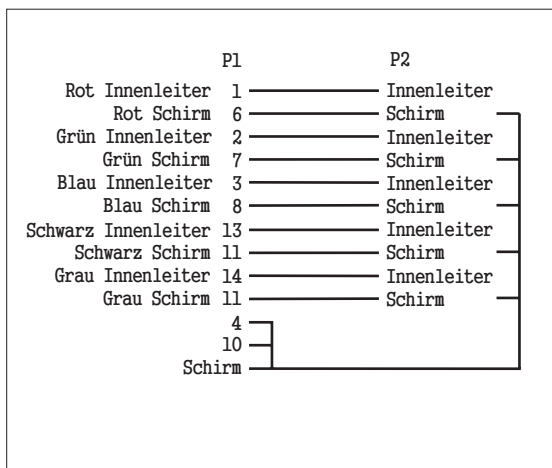 P1 P2
Rot Innenleiter 1 Innenleiter
Rot Schirm 6 Schirm
Grün Innenleiter 2 Innenleiter
Grün Schirm 7 Schirm
Blau Innenleiter 3 Innenleiter
Blau Schirm 8 Schirm
Schwarz Innenleiter 13 Innenleiter
Schwarz Schirm 11 Schirm
Grau Innenleiter 14 Innenleiter
Grau Schirm 11 Schirm
4
10
Schirm